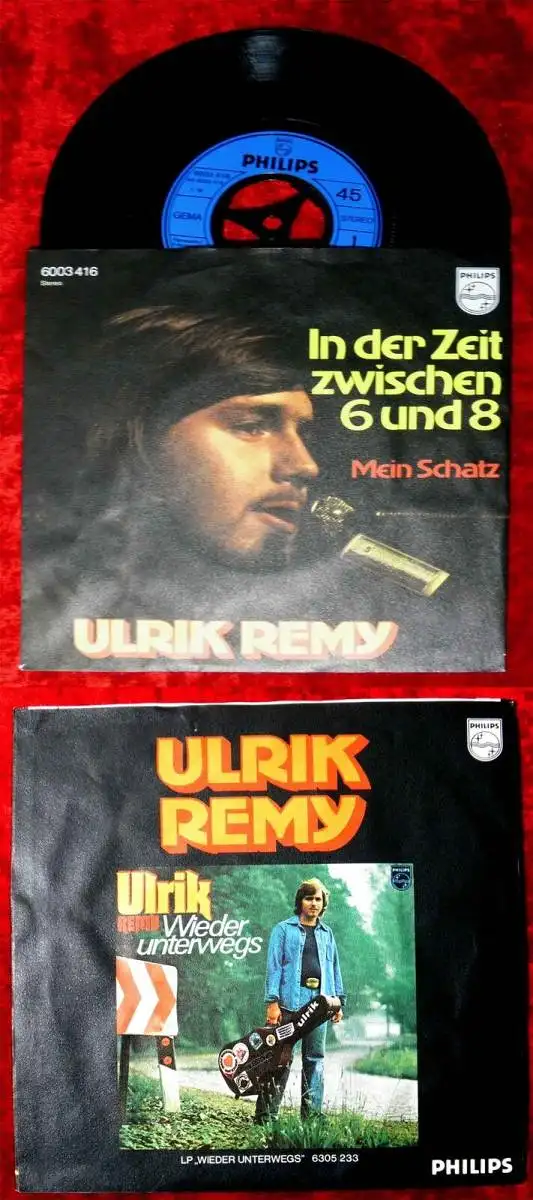 PHILIPS
45
GEMA
STEREO
1
6003 416
Stereo
PHILIPS
In der Zeit
zwischen
6 und 8
Mein Schatz
ULRIK REMY
PHILIPS
ULRIK
REMY
Ulrik
REMY Wieder
unterwegs
ulrik
LP „WIEDER UNTERWEGS” 6305 233
PHILIPS